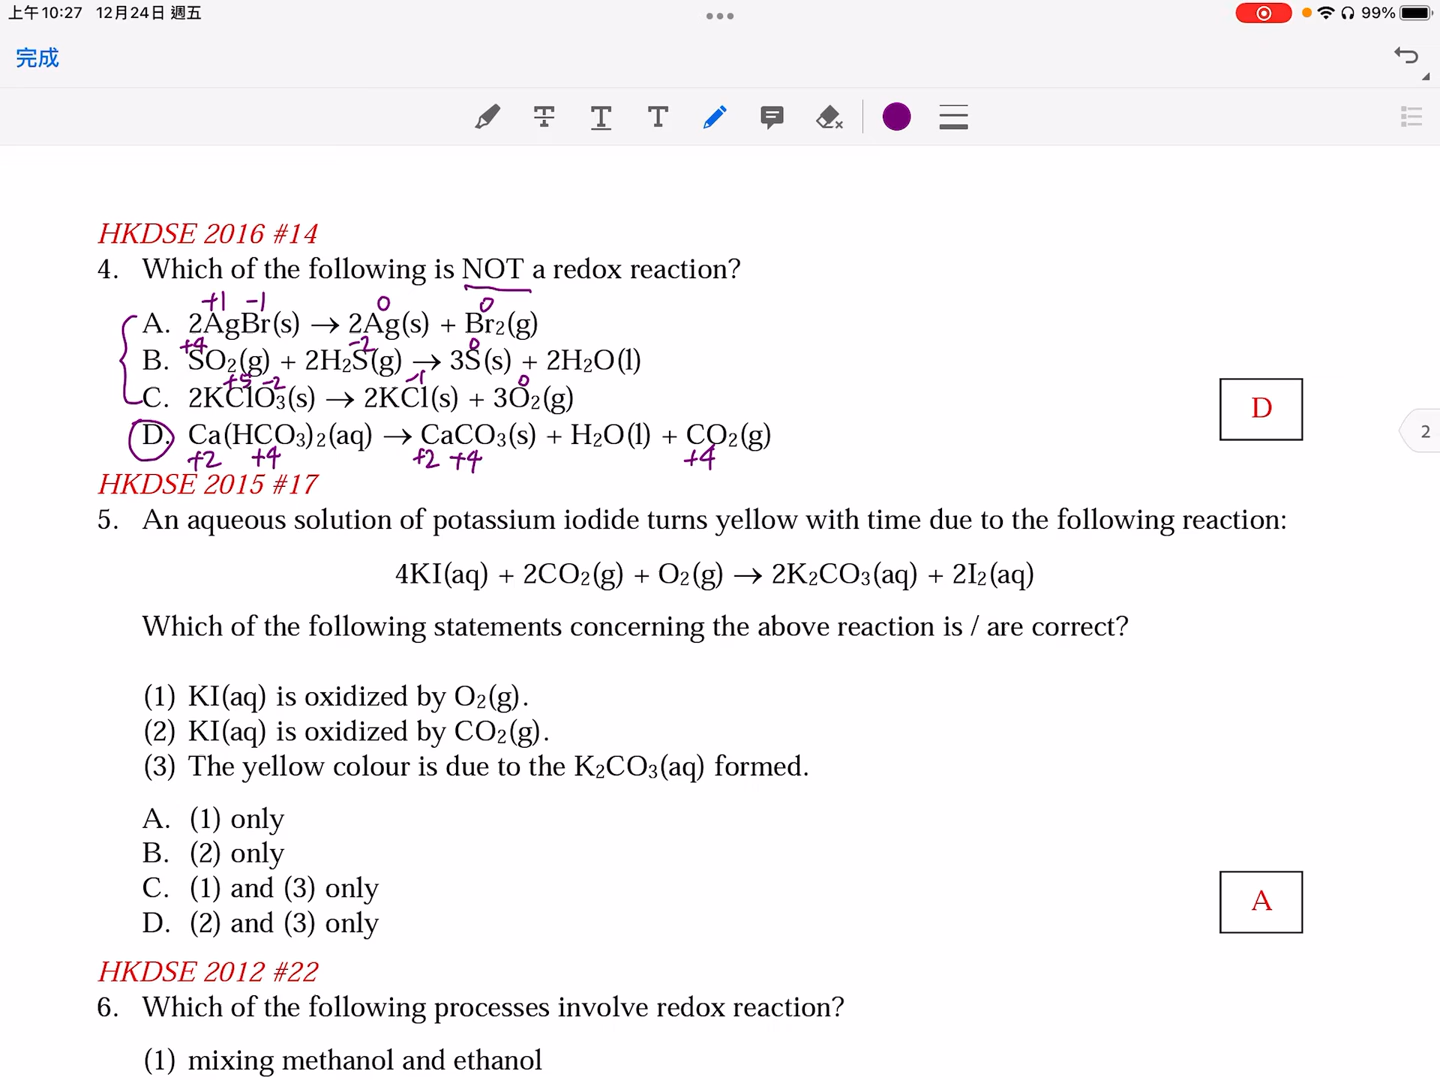 上午10:27 12月24日 週五
99%
完成
HKDSE 2016 #14
4. Which of the following is NOT a redox reaction?
+1 -1 0 0
A. 2AgBr(s) → 2Ag(s) + Br₂(g)
+4 -2 0
B. SO₂(g) + 2H₂S(g) → 3S(s) + 2H₂O(l)
+5 -2 -1 0
C. 2KClO₃(s) → 2KCl(s) + 3O₂(g)
D
D. Ca(HCO₃)₂(aq) → CaCO₃(s) + H₂O(l) + CO₂(g)
+2 +4 +2 +4 +4
2
HKDSE 2015 #17
5. An aqueous solution of potassium iodide turns yellow with time due to the following reaction:
4KI(aq) + 2CO₂(g) + O₂(g) → 2K₂CO₃(aq) + 2I₂(aq)
Which of the following statements concerning the above reaction is / are correct?
(1) KI(aq) is oxidized by O₂(g).
(2) KI(aq) is oxidized by CO₂(g).
(3) The yellow colour is due to the K₂CO₃(aq) formed.
A. (1) only
B. (2) only
C. (1) and (3) only
D. (2) and (3) only
A
HKDSE 2012 #22
6. Which of the following processes involve redox reaction?
(1) mixing methanol and ethanol